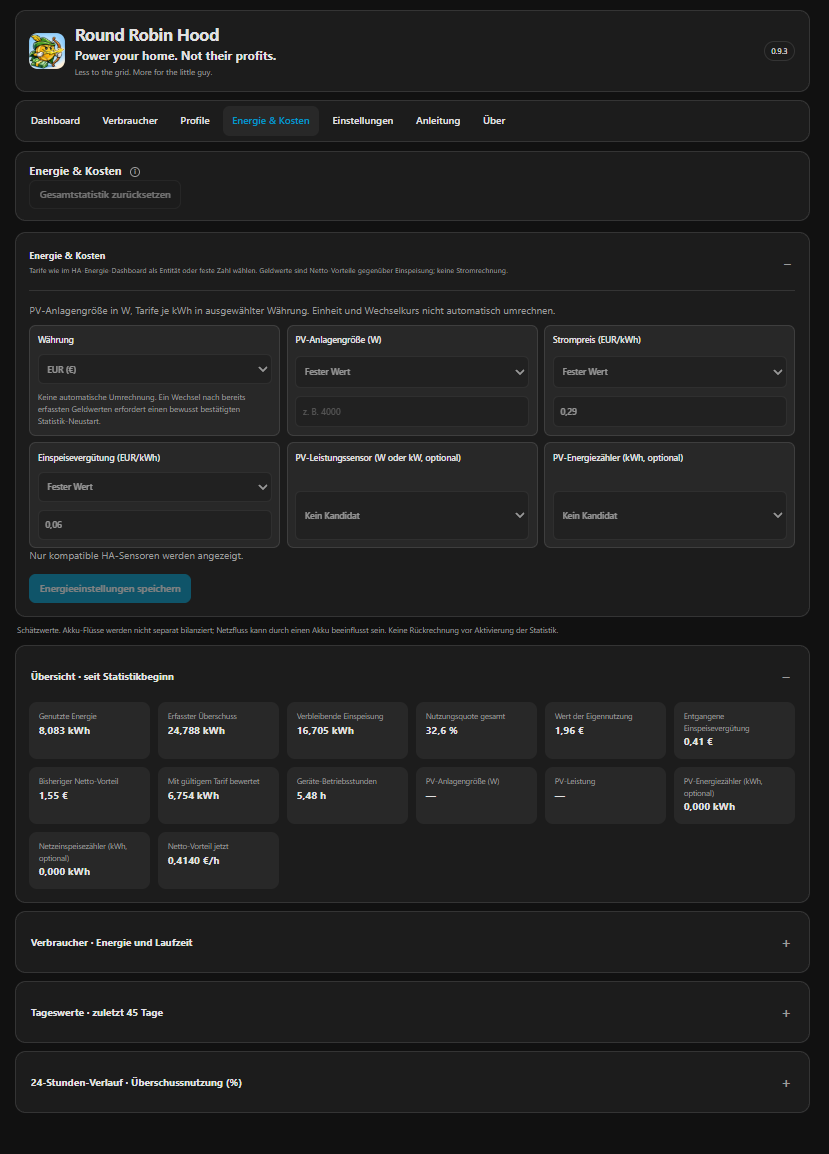 Round Robin Hood
Power your home. Not their profits.
Less to the grid. More for the little guy.
0.9.3
Dashboard Verbraucher Profile Energie & Kosten Einstellungen Anleitung Über
Energie & Kosten
Gesamtstatistik zurücksetzen
Energie & Kosten
Tarife wie im HA-Energie-Dashboard als Entität oder feste Zahl wählen. Geldwerte sind Netto-Vorteile gegenüber Einspeisung; keine Stromrechnung.
PV-Anlagengröße in W, Tarife je kWh in ausgewählter Währung. Einheit und Wechselkurs nicht automatisch umrechnen.
Währung
EUR (€)
Keine automatische Umrechnung. Ein Wechsel nach bereits
erfassten Geldwerten erfordert einen bewusst bestätigten
Statistik-Neustart.
PV-Anlagengröße (W)
Fester Wert
z. B. 4000
Strompreis (EUR/kWh)
Fester Wert
0,29
Einspeisevergütung (EUR/kWh)
Fester Wert
0,06
PV-Leistungssensor (W oder kW, optional)
Kein Kandidat
PV-Energiezähler (kWh, optional)
Kein Kandidat
Nur kompatible HA-Sensoren werden angezeigt.
Energieeinstellungen speichern
Schätzwerte. Akku-Flüsse werden nicht separat bilanziert; Netzfluss kann durch einen Akku beeinflusst sein. Keine Rückrechnung vor Aktivierung der Statistik.
Übersicht · seit Statistikbeginn
Genutzte Energie
8,083 kWh
Erfasster Überschuss
24,788 kWh
Verbleibende Einspeisung
16,705 kWh
Nutzungsquote gesamt
32,6 %
Wert der Eigennutzung
1,96 €
Entgangene
Einspeisevergütung
0,41 €
Bisheriger Netto-Vorteil
1,55 €
Mit gültigem Tarif bewertet
6,754 kWh
Geräte-Betriebsstunden
5,48 h
PV-Anlagengröße (W)
—
PV-Leistung
—
PV-Energiezähler (kWh,
optional)
0,000 kWh
Netzeinspeisezähler (kWh,
optional)
0,000 kWh
Netto-Vorteil jetzt
0,4140 €/h
Verbraucher · Energie und Laufzeit
Tageswerte · zuletzt 45 Tage
24-Stunden-Verlauf · Überschussnutzung (%)